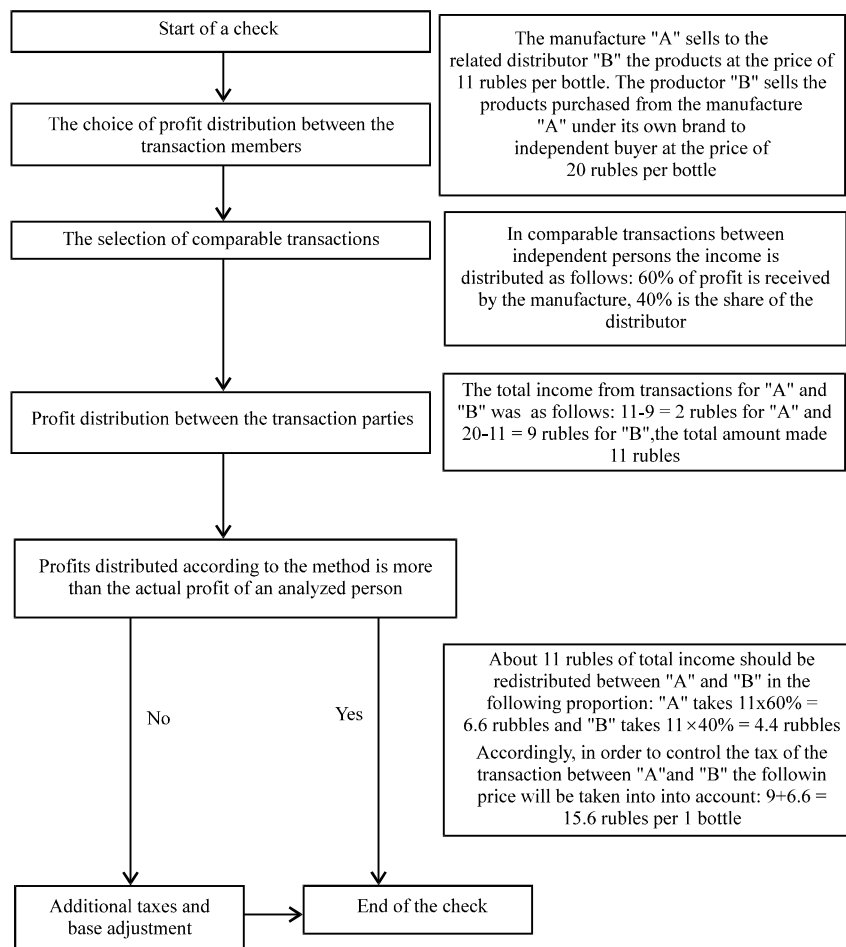 Start of a check
The manufacture "A" sells to the
related distributor "B" the products at the price of
11 rubles per bottle. The productor "B" sells the
products purchased from the manufacture
"A" under its own brand to
independent buyer at the price of
20 rubles per bottle
The choice of profit distribution between the
transaction members
The selection of comparable transactions
In comparable transactions between
independent persons the income is
distributed as follows: 60% of profit is received
by the manufacture, 40% is the share of the
distributor
Profit distribution between the transaction parties
The total income from transactions for "A" and
"B" was as follows: 11-9 = 2 rubles for "A" and
20-11 = 9 rubles for "B",the total amount made
11 rubles
Profits distributed according to the method is more
than the actual profit of an analyzed person
No
Yes
About 11 rubles of total income should be
redistributed between "A" and "B" in the
following proportion: "A" takes 11x60% =
6.6 rubbles and "B" takes 11×40% = 4.4 rubbles
Accordingly, in order to control the tax of the
transaction between "A"and "B" the followin
price will be taken into into account: 9+6.6 =
15.6 rubles per 1 bottle
Additional taxes and
base adjustment
End of the check